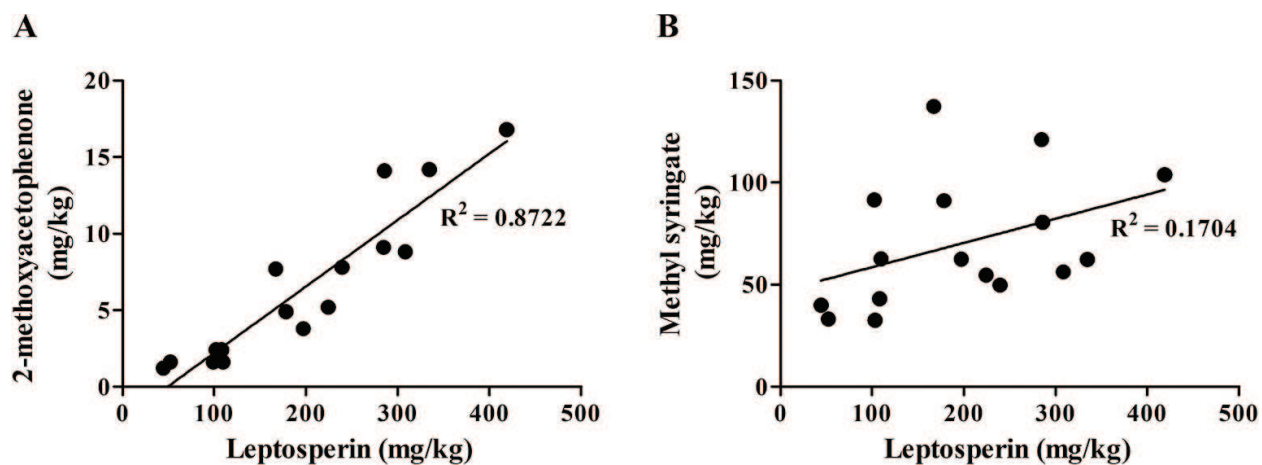 A
2-methoxyacetophenone
(mg/kg)
20
15
10
5
0
R² = 0.8722
0 100 200 300 400 500
Leptosperin (mg/kg)
B
Methyl syringate
(mg/kg)
150
100
50
0
R² = 0.1704
0 100 200 300 400 500
Leptosperin (mg/kg)